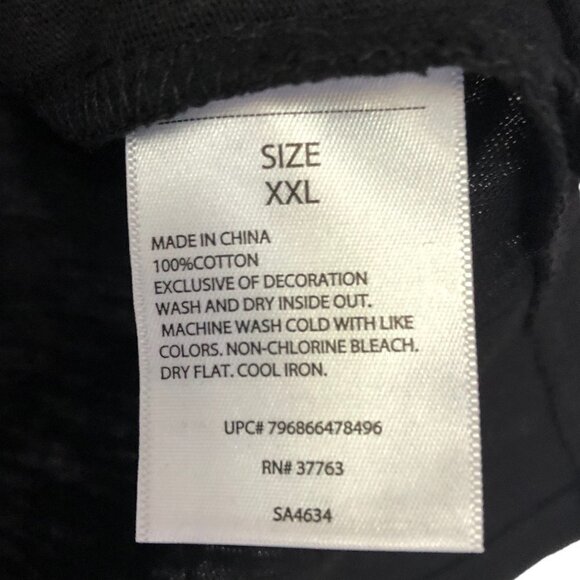 SIZE
XXL
MADE IN CHINA
100%COTTON
EXCLUSIVE OF DECORATION
WASH AND DRY INSIDE OUT.
MACHINE WASH COLD WITH LIKE
COLORS. NON-CHLORINE BLEACH.
DRY FLAT. COOL IRON.
UPC# 796866478496
RN# 37763
SA4634